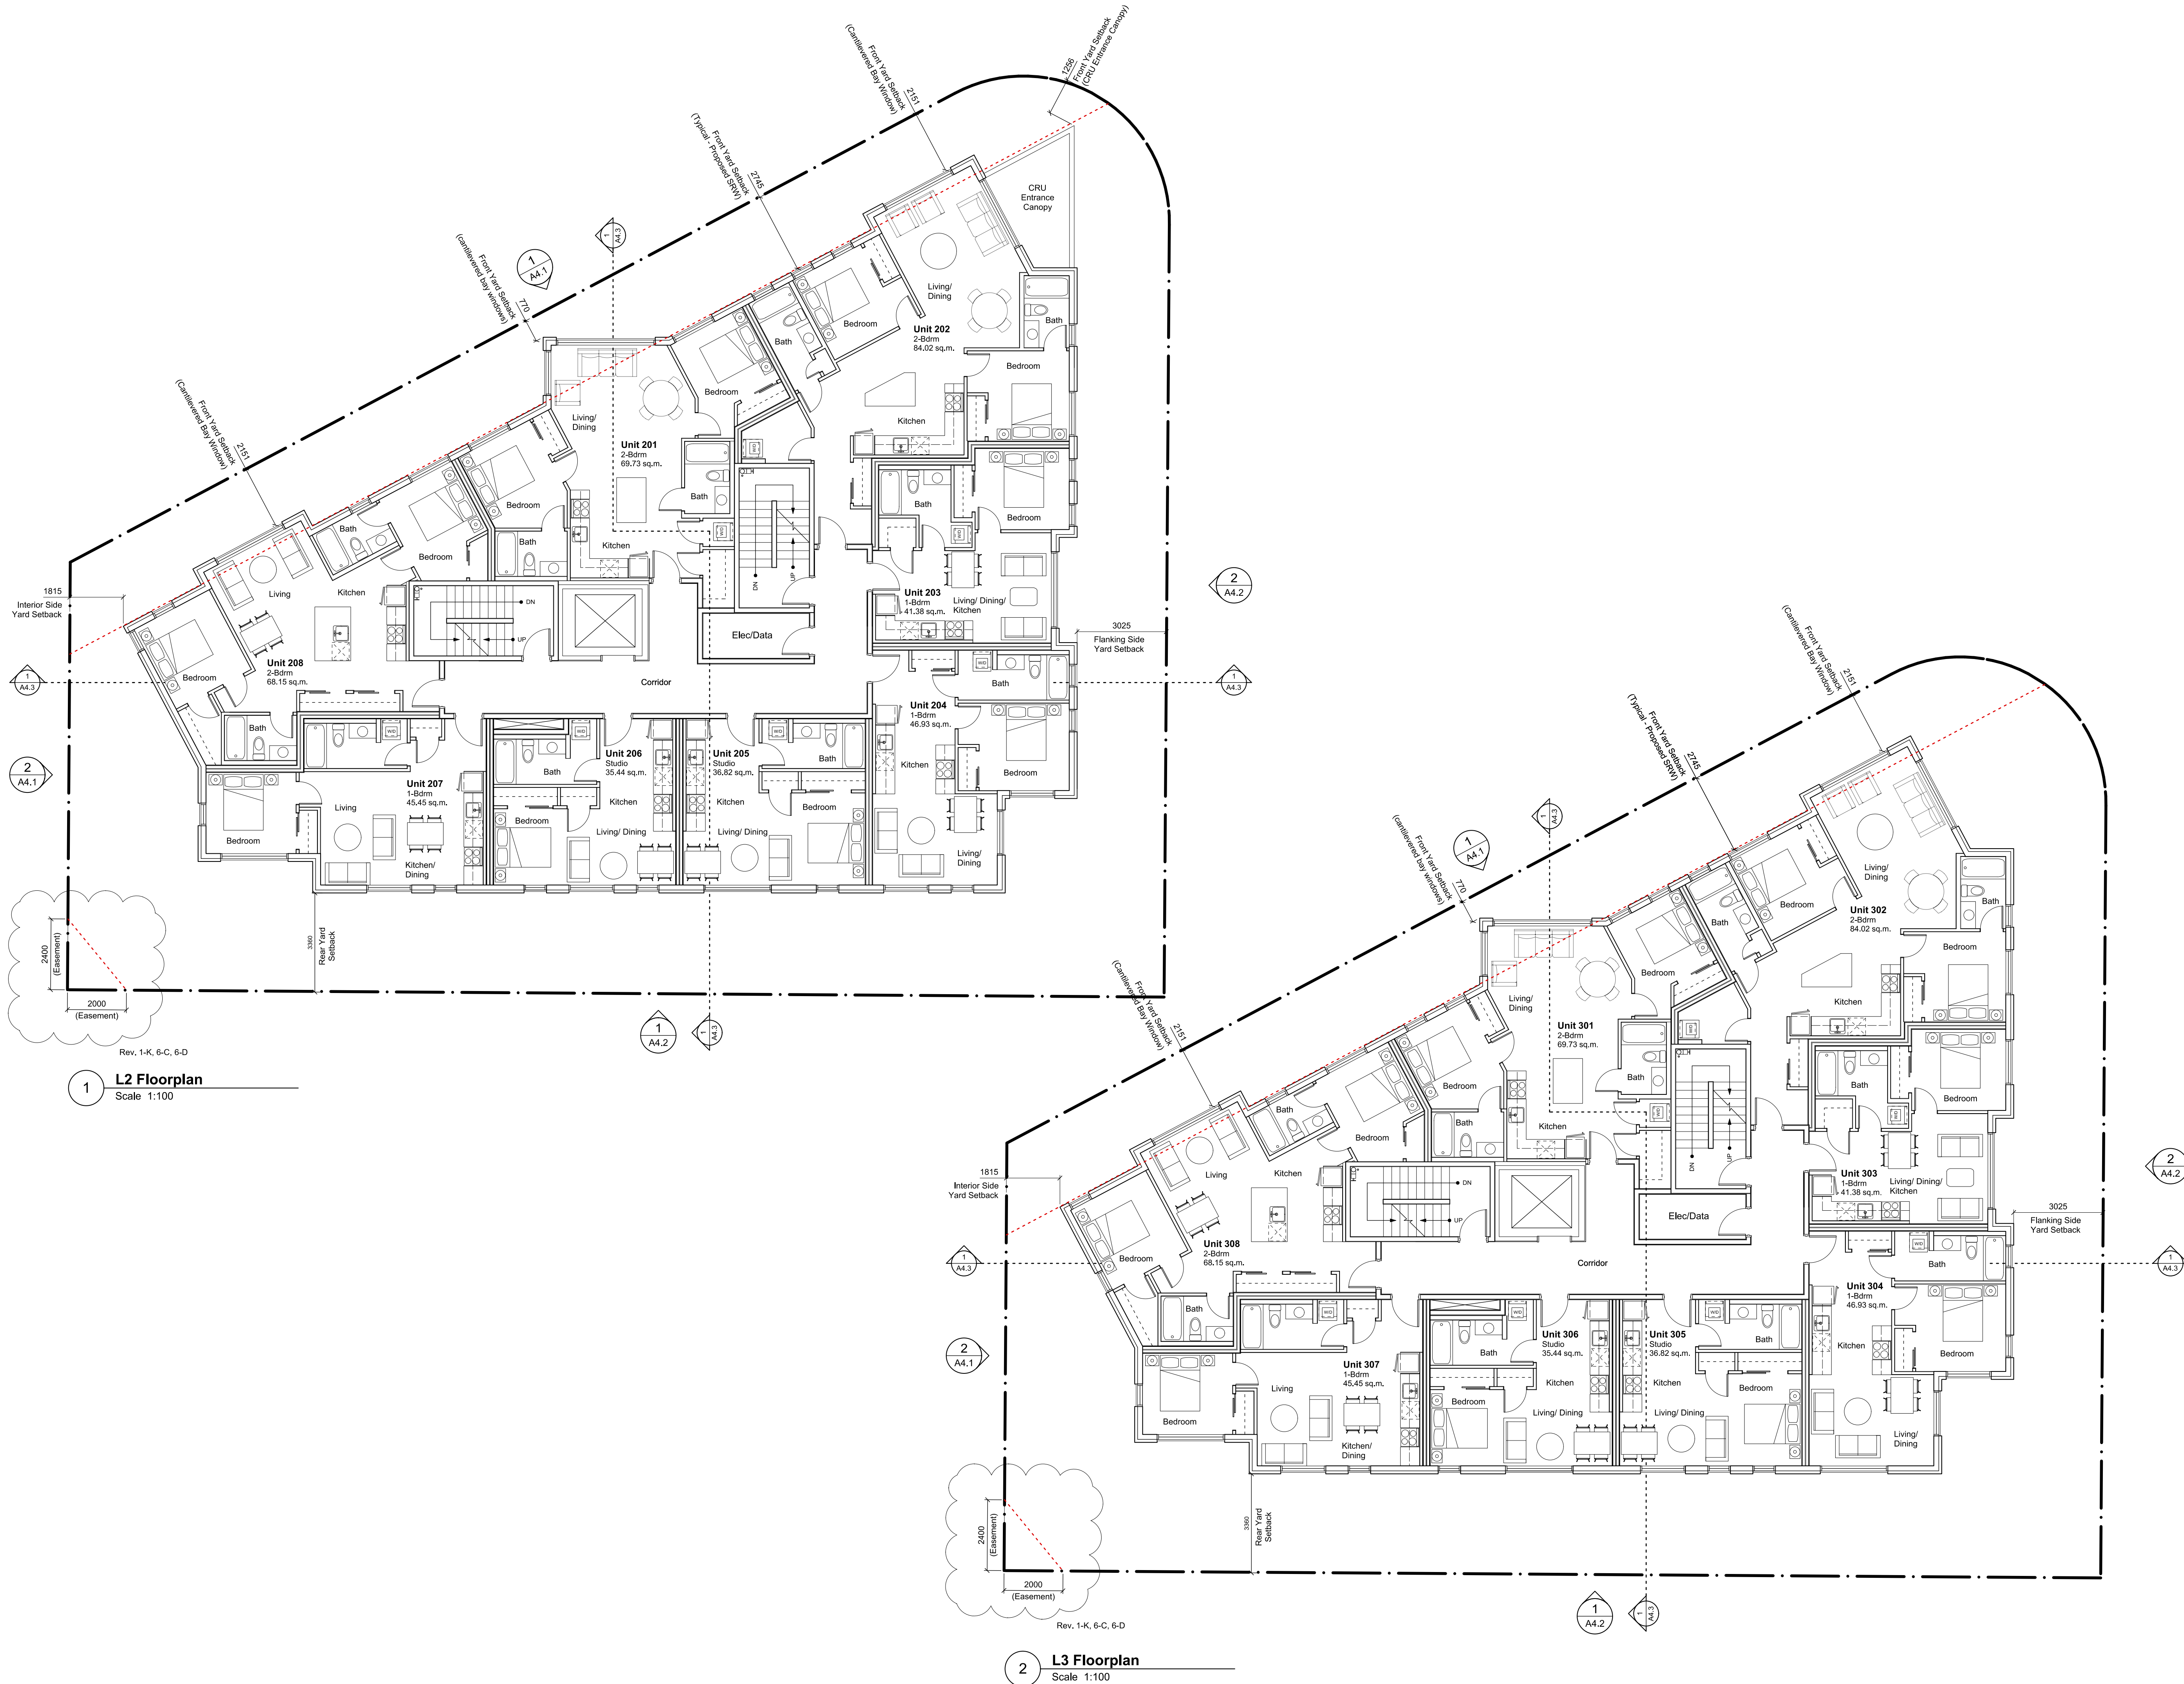 Front Yard Setback
(CRU Entrance Canopy)
1256
Front Yard Setback
(Cantilevered Bay Window)
2151
Front Yard Setback
(Typical - Proposed SRW)
2745
Front Yard Setback
(cantilevered bay windows)
770
Front Yard Setback
(Cantilevered Bay Window)
2151
1
A4.1
1
A4.3
CRU
Entrance
Canopy
Living/
Dining
Bedroom
Bath
Bath
Unit 202
2-Bdrm
84.02 sq.m.
Bedroom
Kitchen
Bedroom
Living/
Dining
Unit 201
2-Bdrm
69.73 sq.m.
Bath
Bedroom
Bath
Kitchen
W/D
W/D
Bath
Bedroom
Living
Kitchen
Bath
W/D
Bedroom
Unit 203
1-Bdrm
41.38 sq.m.
Living/ Dining/
Kitchen
DN
UP
DN
UP
Elec/Data
1815
Interior Side
Yard Setback
3025
Flanking Side
Yard Setback
2
A4.2
1
A4.3
1
A4.3
Unit 208
2-Bdrm
68.15 sq.m.
Bedroom
Corridor
W/D
Bath
Unit 204
1-Bdrm
46.93 sq.m.
Bath
W/D
W/D
W/D
Unit 206
Studio
35.44 sq.m.
Bath
Unit 205
Studio
36.82 sq.m.
Bath
Kitchen
Bedroom
2
A4.1
Unit 207
1-Bdrm
45.45 sq.m.
Living
Kitchen
Kitchen
Bedroom
Bedroom
Bedroom
Living/ Dining
Living/ Dining
Kitchen/
Dining
Living/
Dining
2400
(Easement)
2000
(Easement)
3360
Rear Yard
Setback
1
A4.2
1
A4.3
Rev. 1-K, 6-C, 6-D
1
L2 Floorplan
Scale 1:100
Front Yard Setback
(Cantilevered Bay Window)
2151
Front Yard Setback
(Typical - Proposed SRW)
2745
Front Yard Setback
(cantilevered bay windows)
770
Front Yard Setback
(Cantilevered Bay Window)
2151
1
A4.1
1
A4.3
Living/
Dining
Bedroom
Bath
Bath
Unit 302
2-Bdrm
84.02 sq.m.
Bedroom
Kitchen
Bedroom
Living/
Dining
Unit 301
2-Bdrm
69.73 sq.m.
Bath
Bedroom
Bath
Kitchen
W/D
W/D
Bath
Bedroom
Living
Kitchen
Bath
W/D
Bedroom
Unit 303
1-Bdrm
41.38 sq.m.
Living/ Dining/
Kitchen
DN
UP
DN
UP
Elec/Data
1815
Interior Side
Yard Setback
3025
Flanking Side
Yard Setback
2
A4.2
1
A4.3
1
A4.3
Unit 308
2-Bdrm
68.15 sq.m.
Bedroom
Corridor
W/D
Bath
Unit 304
1-Bdrm
46.93 sq.m.
Bath
W/D
W/D
W/D
Unit 306
Studio
35.44 sq.m.
Bath
Unit 305
Studio
36.82 sq.m.
Bath
Kitchen
Bedroom
2
A4.1
Unit 307
1-Bdrm
45.45 sq.m.
Living
Kitchen
Kitchen
Bedroom
Bedroom
Bedroom
Living/ Dining
Living/ Dining
Kitchen/
Dining
Living/
Dining
2400
(Easement)
2000
(Easement)
3360
Rear Yard
Setback
1
A4.2
1
A4.3
Rev. 1-K, 6-C, 6-D
2
L3 Floorplan
Scale 1:100